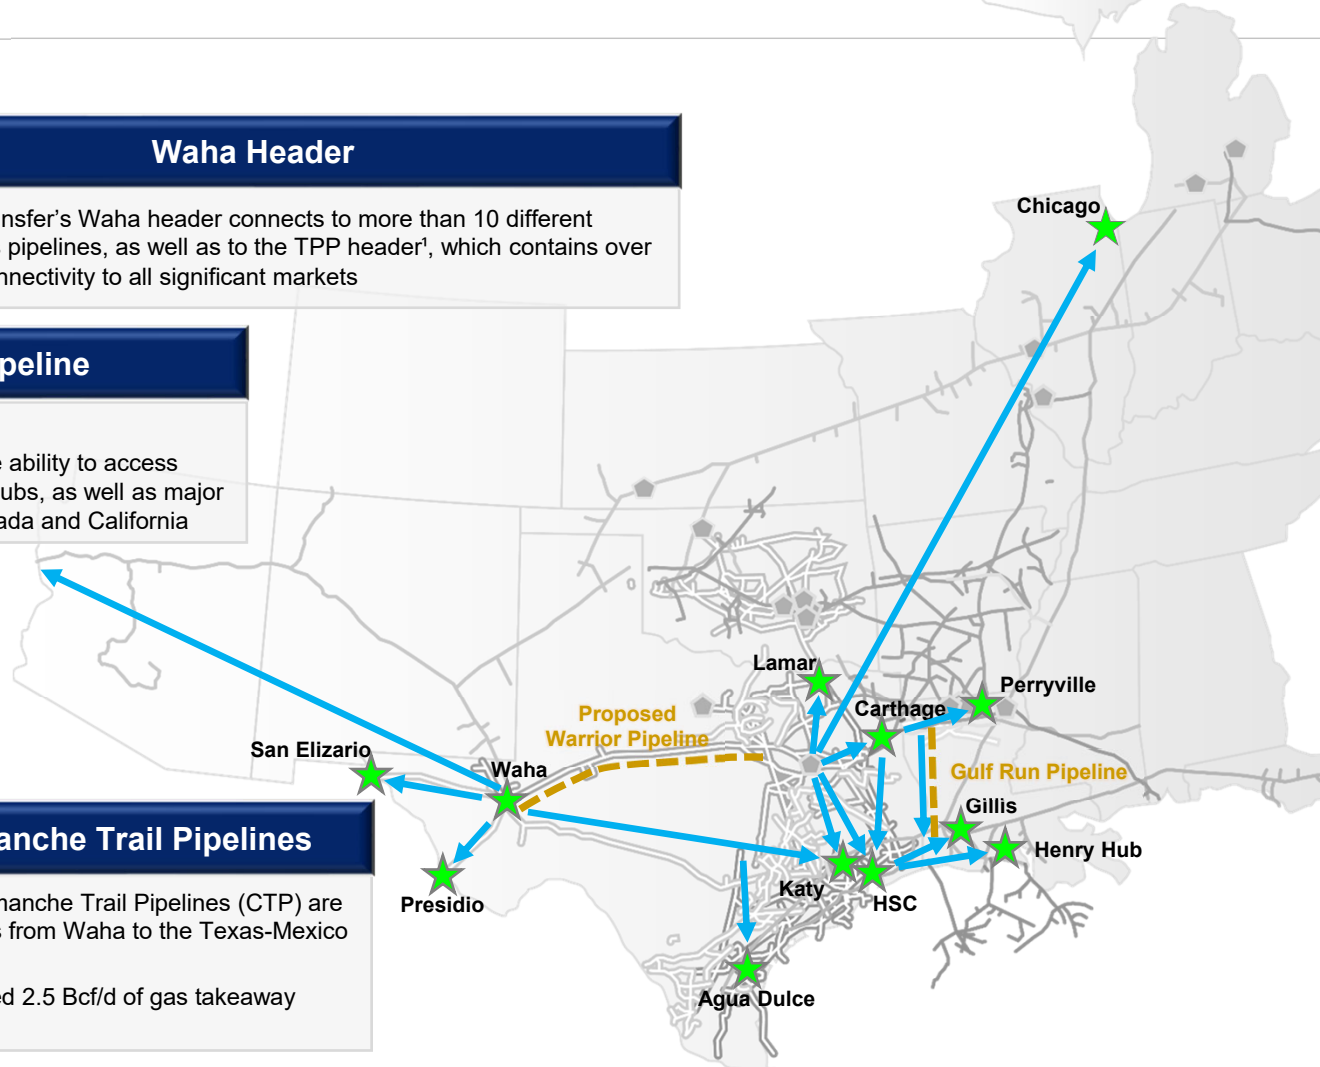 Waha Header
nsfer’s Waha header connects to more than 10 different
pipelines, as well as to the TPP header¹, which contains over
nnectivity to all significant markets
peline
ability to access
ubs, as well as major
ada and California
anche Trail Pipelines
manche Trail Pipelines (CTP) are
from Waha to the Texas-Mexico
ed 2.5 Bcf/d of gas takeaway
Chicago
Lamar
Perryville
Carthage
Proposed
Warrior Pipeline
San Elizario
Waha
Gulf Run Pipeline
Gillis
Henry Hub
Katy
HSC
Presidio
Agua Dulce